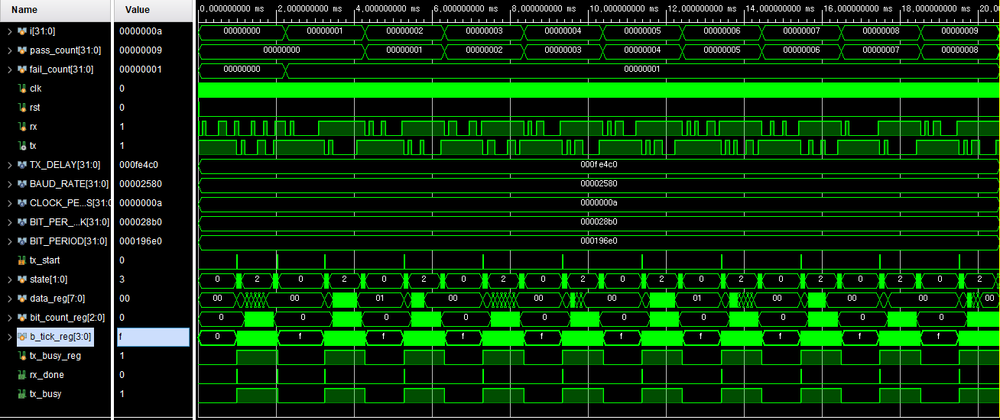 Name Value 0,000000000 ms 2,000000000 ms 4,000000000 ms 6,000000000 ms 8,000000000 ms 10,000000000 ms 12,000000000 ms 14,000000000 ms 16,000000000 ms 18,000000000 ms 20,0
i[31:0] 0000000a 00000000 00000001 00000002 00000003 00000004 00000005 00000006 00000007 00000008 00000009
pass_count[31:0] 00000009 00000000 00000001 00000002 00000003 00000004 00000005 00000006 00000007 00000008
fail_count[31:0] 00000001 00000000 00000001
clk 0
rst 0
rx 1
tx 1
TX_DELAY[31:0] 000fe4c0 000fe4c0
BAUD_RATE[31:0] 00002580 00002580
CLOCK_PE...S[31:0 0000000a 0000000a
BIT_PER_...K[31:0] 000028b0 000028b0
BIT_PERIOD[31:0] 000196e0 000196e0
tx_start 0
state[1:0] 3 0 2 0 2 0 2 0 2 0 2 0 2 0 2 0 2 0 2 0 2
data_reg[7:0] 00 00 00 01 00 00 00 01 00 00 00 00
bit_count_reg[2:0] 0 0 0 0 0 0 0 0 0 0 0
b_tick_reg[3:0] f 0 f f f f f f f f f
tx_busy_reg 1
rx_done 0
tx_busy 1